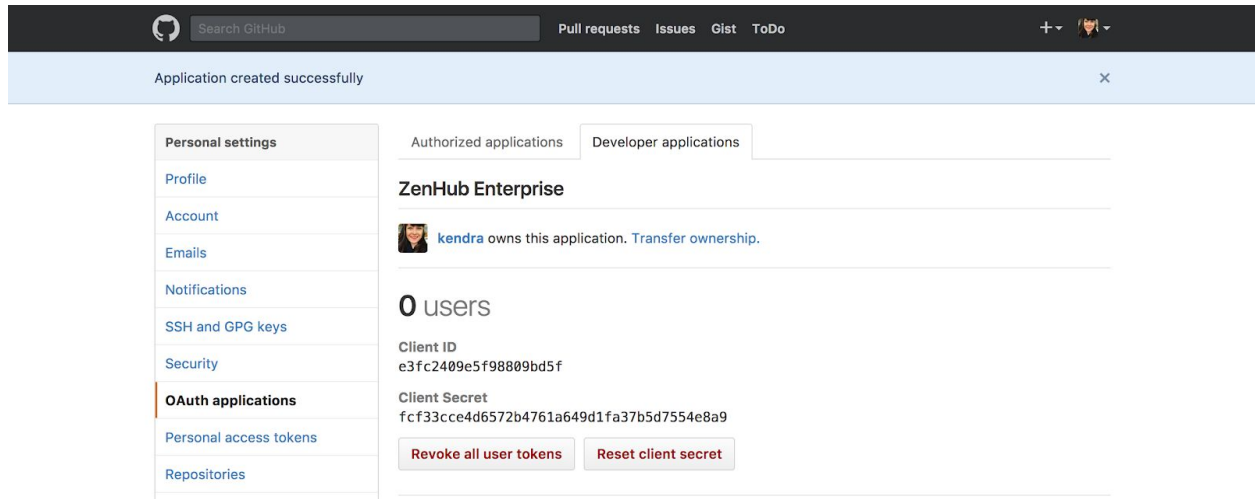 Search GitHub
Pull requests Issues Gist ToDo
Application created successfully
Personal settings
Profile
Account
Emails
Notifications
SSH and GPG keys
Security
OAuth applications
Personal access tokens
Repositories
Authorized applications
Developer applications
ZenHub Enterprise
kendra owns this application. Transfer ownership.
0 users
Client ID
e3fc2409e5f98809bd5f
Client Secret
fcf33cce4d6572b4761a649d1fa37b5d7554e8a9
Revoke all user tokens
Reset client secret